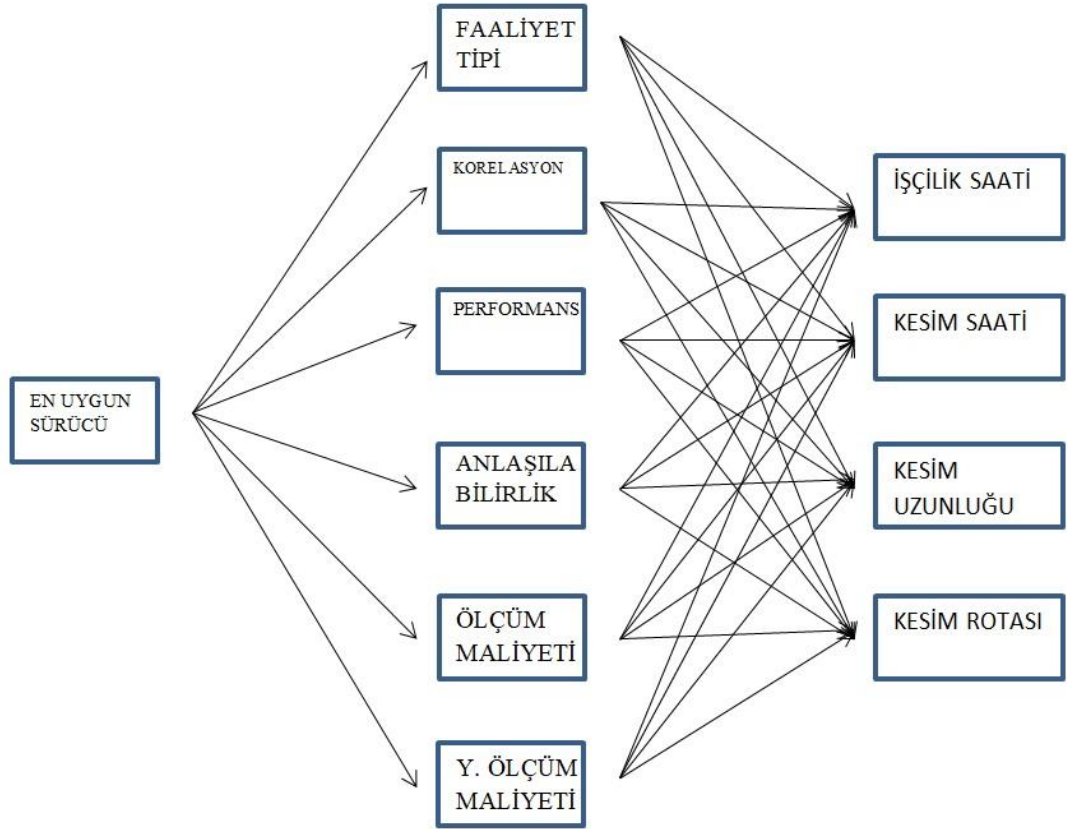 EN UYGUN
SÜRÜCÜ
FAALİYET
TİPİ
KORELASYON
PERFORMANS
ANLAŞILA
BİLİRLİK
ÖLÇÜM
MALİYETİ
Y. ÖLÇÜM
MALİYETİ
İŞÇİLİK SAATİ
KESİM SAATİ
KESİM
UZUNLUĞU
KESİM ROTASI